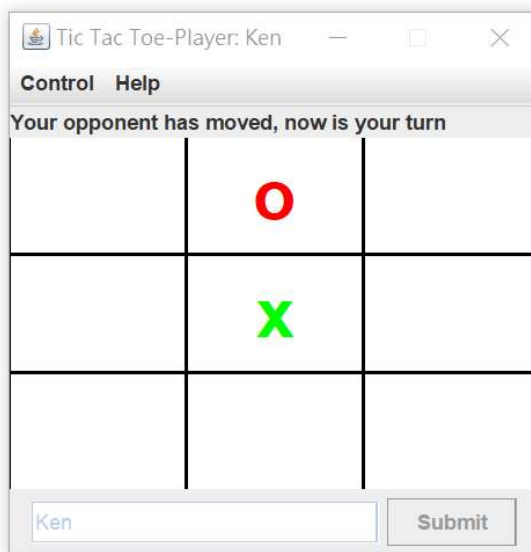 Tic Tac Toe-Player: Ken
Control Help
Your opponent has moved, now is your turn
O
X
Ken Submit